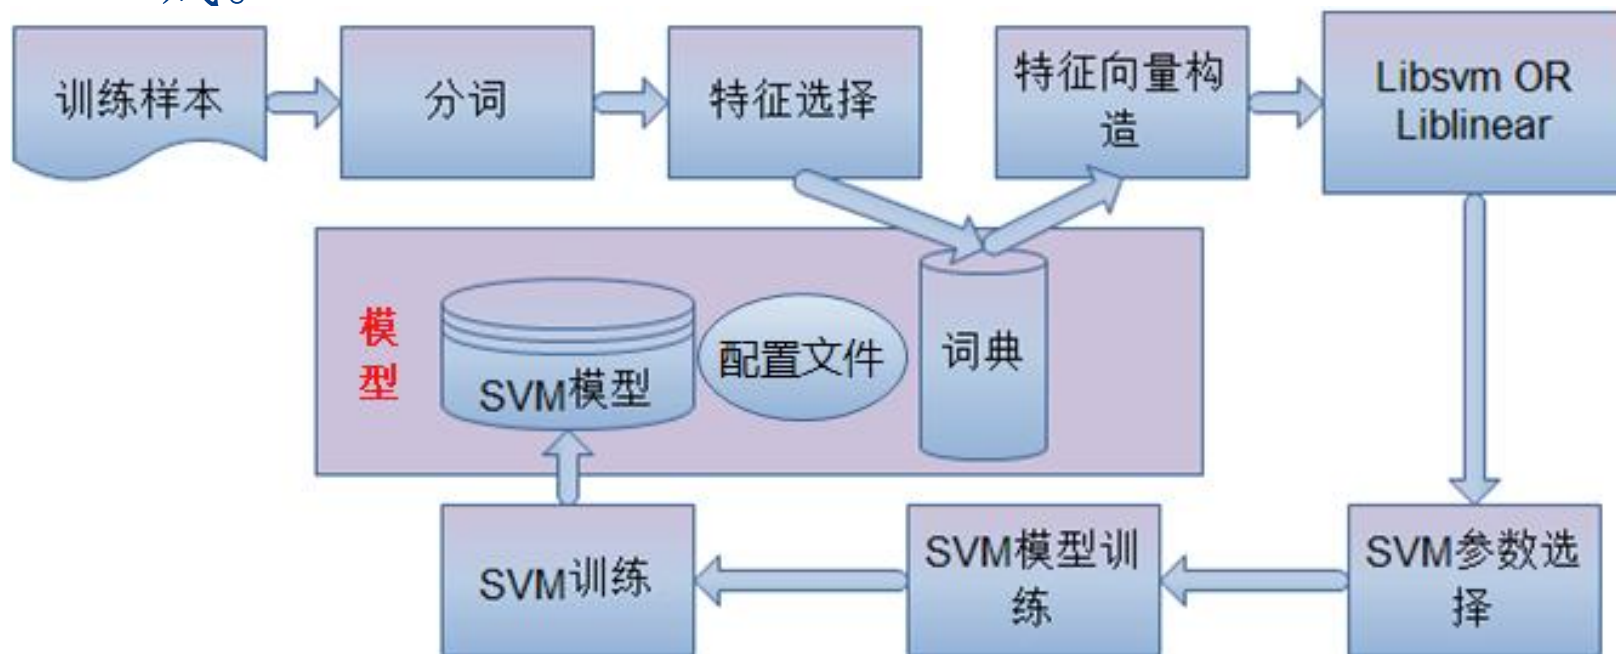 成。
训练样本
分词
特征选择
特征向量构
造
Libsvm OR
Liblinear
模
型
SVM模型
配置文件
词典
SVM训练
SVM模型训
练
SVM参数选
择